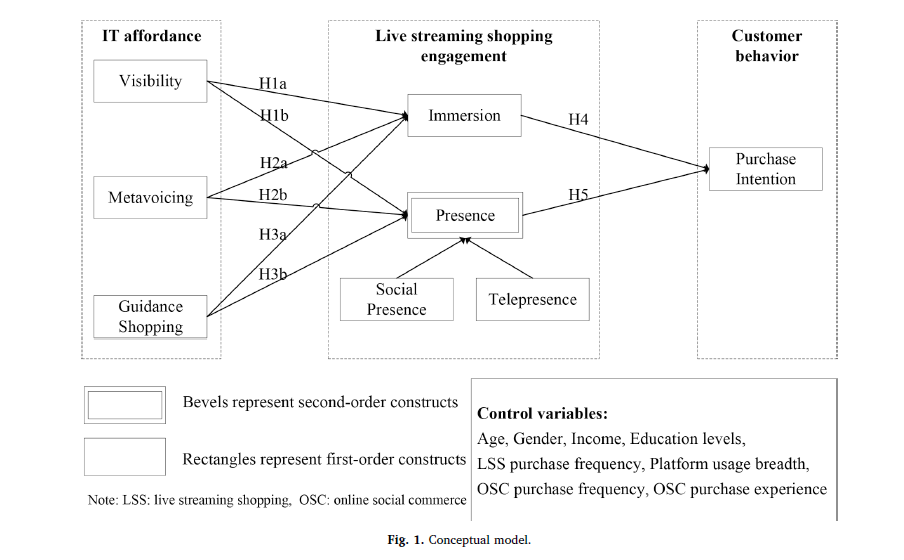 IT affordance
Live streaming shopping
engagement
Customer
behavior
Visibility
Metavoicing
Guidance
Shopping
H1a
H1b
H2a
H2b
H3a
H3b
Immersion
Presence
Social
Presence
Telepresence
H4
H5
Purchase
Intention
Bevels represent second-order constructs
Rectangles represent first-order constructs
Note: LSS: live streaming shopping, OSC: online social commerce
Control variables:
Age, Gender, Income, Education levels,
LSS purchase frequency, Platform usage breadth,
OSC purchase frequency, OSC purchase experience
Fig. 1. Conceptual model.